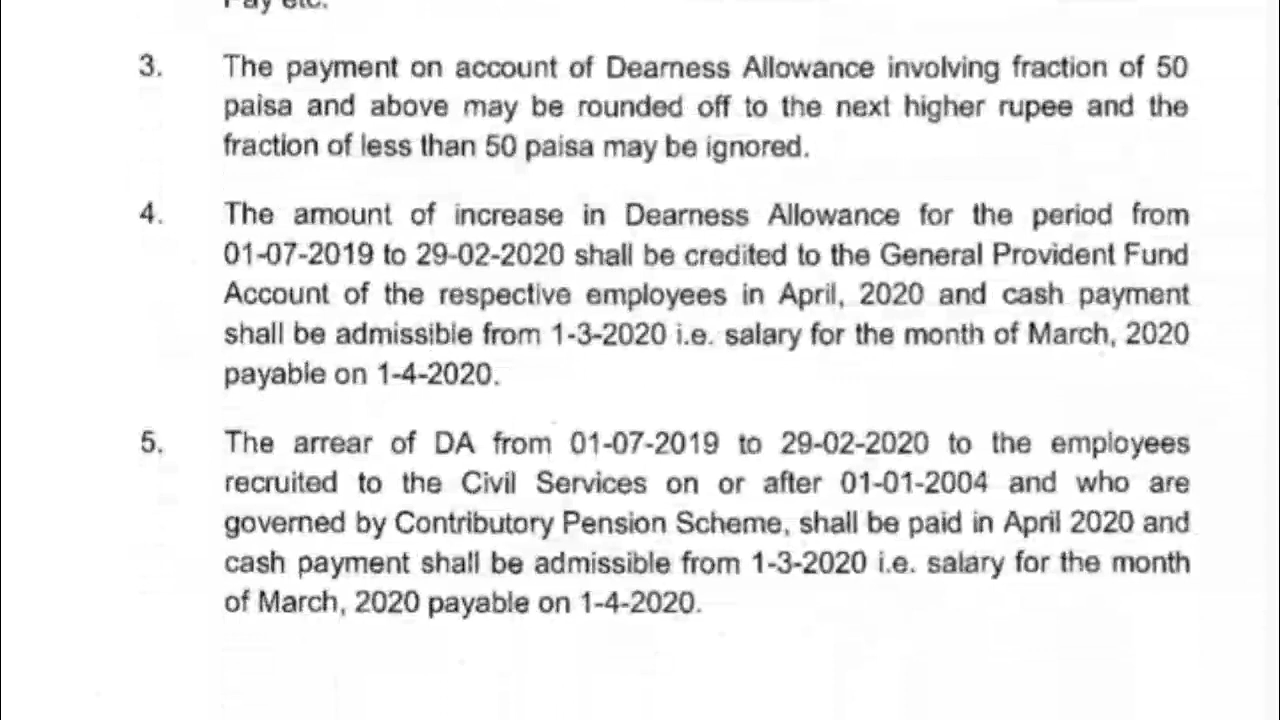 Pay etc.
3. The payment on account of Dearness Allowance involving fraction of 50
paisa and above may be rounded off to the next higher rupee and the
fraction of less than 50 paisa may be ignored.
4. The amount of increase in Dearness Allowance for the period from
01-07-2019 to 29-02-2020 shall be credited to the General Provident Fund
Account of the respective employees in April, 2020 and cash payment
shall be admissible from 1-3-2020 i.e. salary for the month of March, 2020
payable on 1-4-2020.
5. The arrear of DA from 01-07-2019 to 29-02-2020 to the employees
recruited to the Civil Services on or after 01-01-2004 and who are
governed by Contributory Pension Scheme, shall be paid in April 2020 and
cash payment shall be admissible from 1-3-2020 i.e. salary for the month
of March, 2020 payable on 1-4-2020.